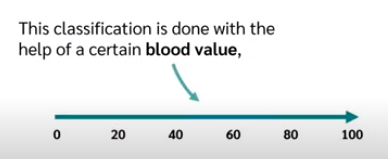 This classification is done with the
help of a certain blood value,
0 20 40 60 80 100